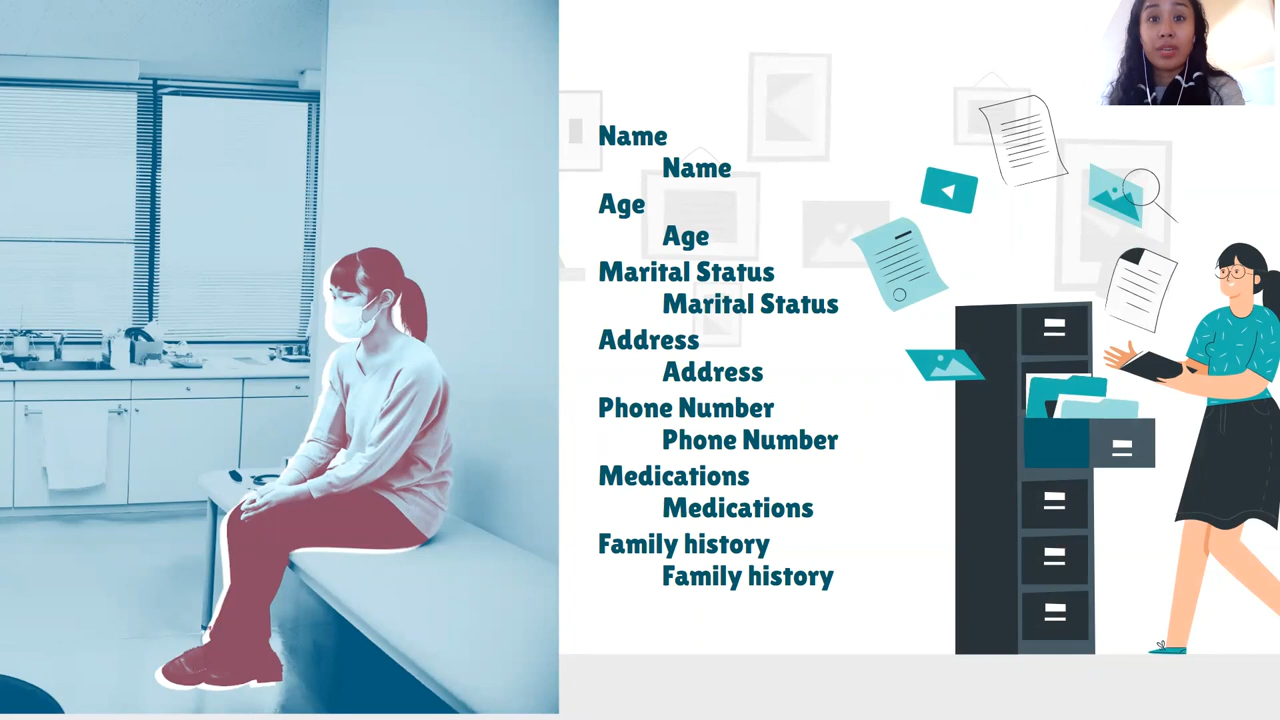 Name
Name
Age
Age
Marital Status
Marital Status
Address
Address
Phone Number
Phone Number
Medications
Medications
Family history
Family history